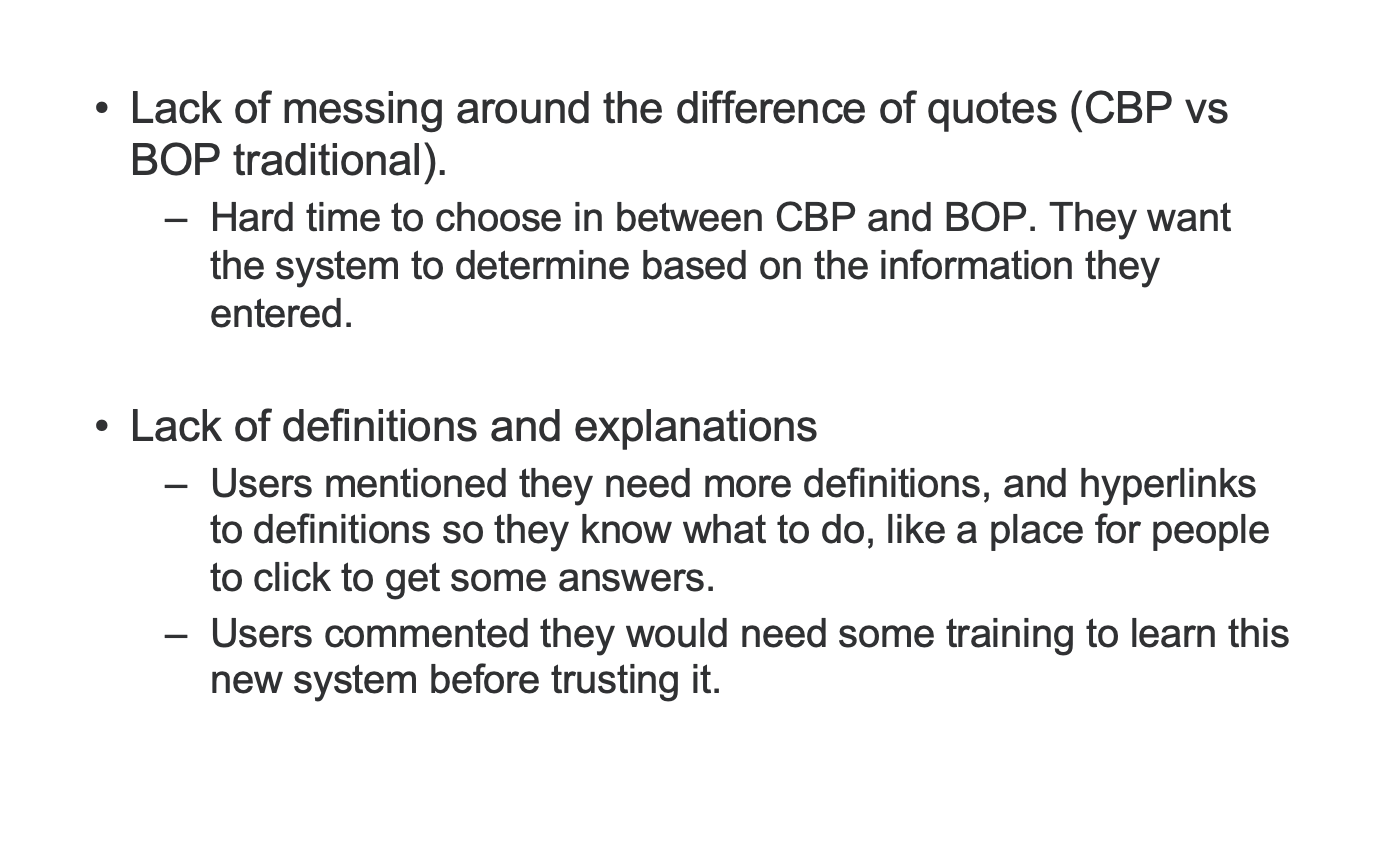 • Lack of messing around the difference of quotes (CBP vs
BOP traditional).
– Hard time to choose in between CBP and BOP. They want
the system to determine based on the information they
entered.
• Lack of definitions and explanations
– Users mentioned they need more definitions, and hyperlinks
to definitions so they know what to do, like a place for people
to click to get some answers.
– Users commented they would need some training to learn this
new system before trusting it.